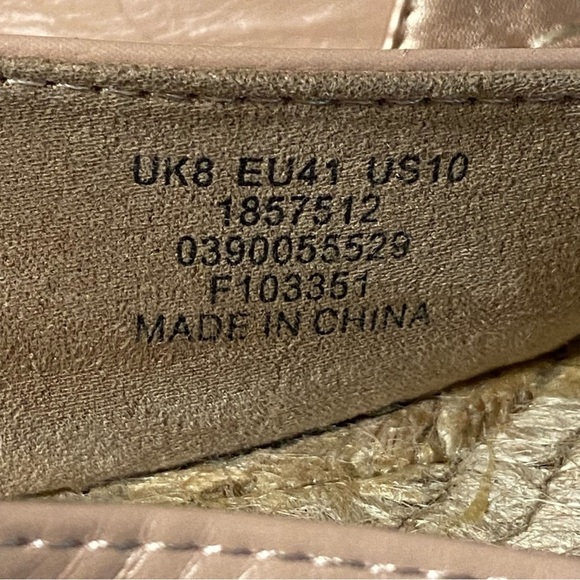 UK8 EU41 US10
1857512
0390055529
F103351
MADE IN CHINA